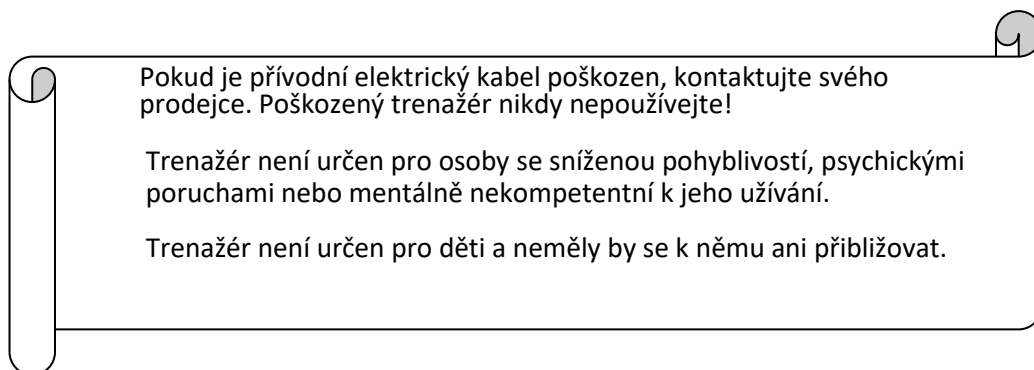 Pokud je přívodní elektrický kabel poškozen, kontaktujte svého
prodejce. Poškozený trenažér nikdy nepoužívejte!
Trenažér není určen pro osoby se sníženou pohyblivostí, psychickými
poruchami nebo mentálně nekompetentní k jeho užívání.
Trenažér není určen pro děti a neměly by se k němu ani přibližovat.